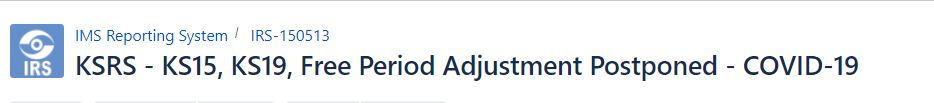 IMS Reporting System / IRS-150513
IRS
KSRS - KS15, KS19, Free Period Adjustment Postponed - COVID-19